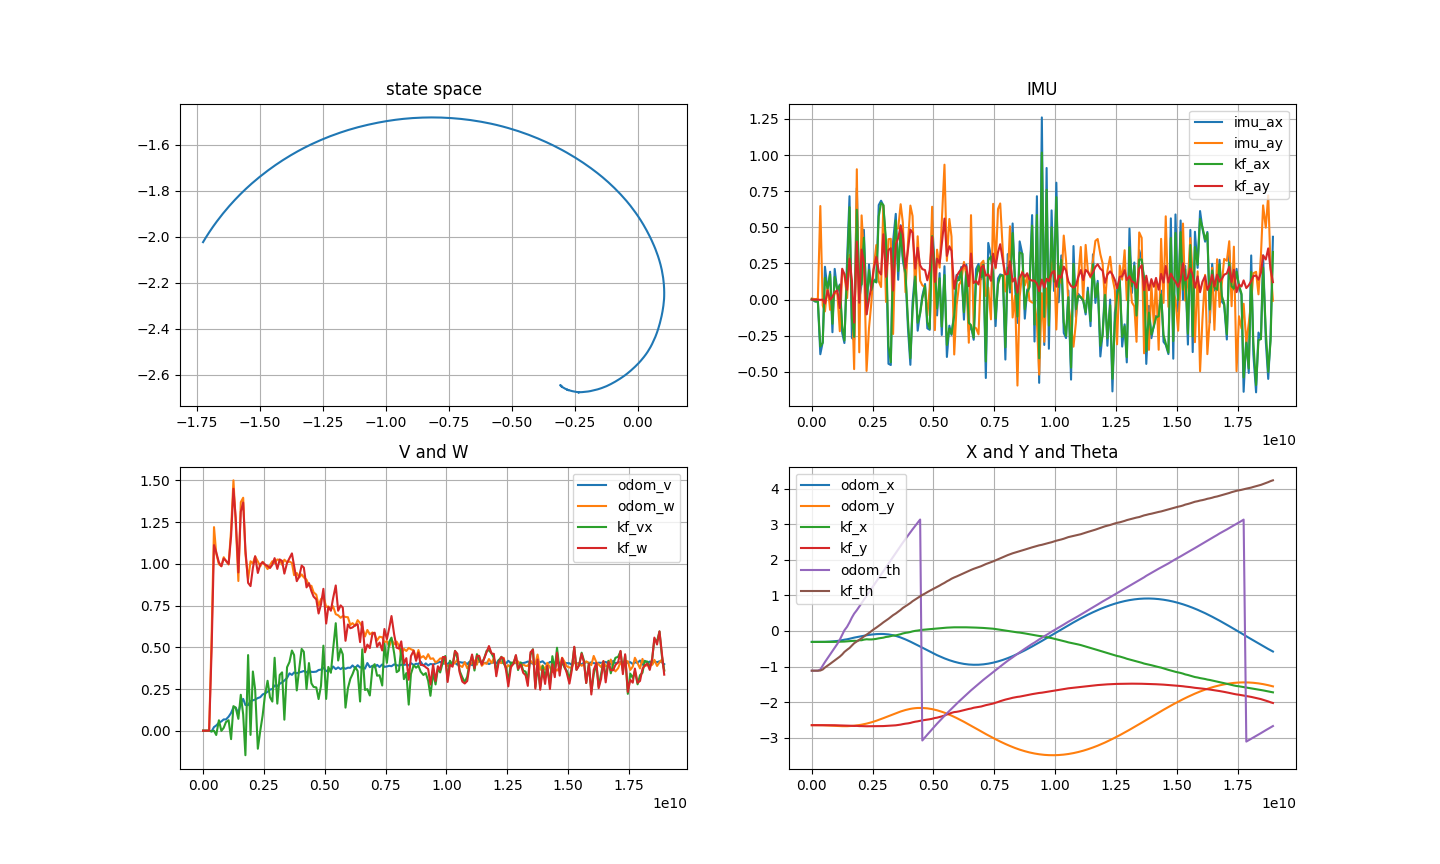 state space
−1.6
−1.8
−2.0
−2.2
−2.4
−2.6
−1.75 −1.50 −1.25 −1.00 −0.75 −0.50 −0.25 0.00
IMU
imu_ax
imu_ay
kf_ax
kf_ay
1.25
1.00
0.75
0.50
0.25
0.00
−0.25
−0.50
0.00 0.25 0.50 0.75 1.00 1.25 1.50 1.75
1e10
V and W
odom_v
odom_w
kf_vx
kf_w
1.50
1.25
1.00
0.75
0.50
0.25
0.00
0.00 0.25 0.50 0.75 1.00 1.25 1.50 1.75
1e10
X and Y and Theta
odom_x
odom_y
kf_x
kf_y
odom_th
kf_th
4
3
2
1
0
−1
−2
−3
0.00 0.25 0.50 0.75 1.00 1.25 1.50 1.75
1e10